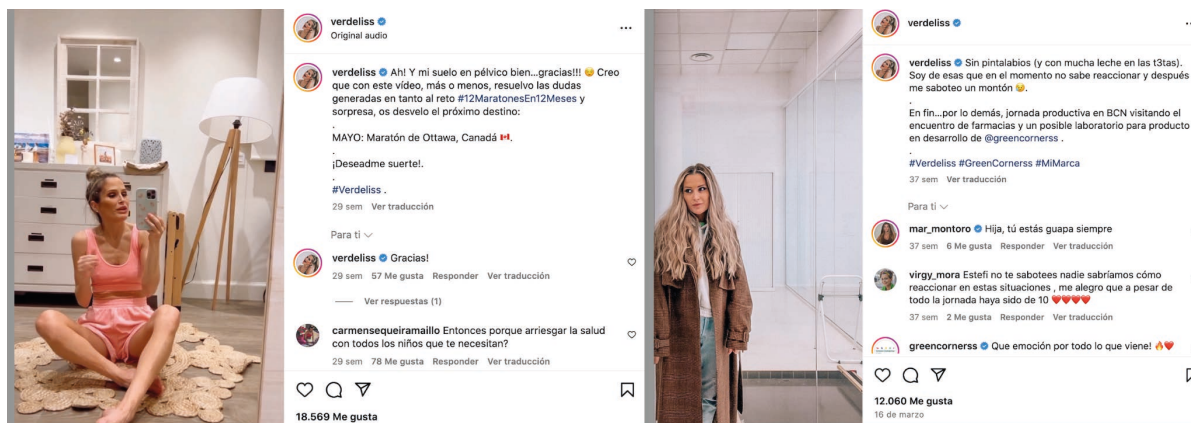 verdeliss
Original audio
verdeliss Ah! Y mi suelo en pélvico bien...gracias!!! 😉 Creo
que con este vídeo, más o menos, resuelvo las dudas
generadas en tanto al reto #12MaratonesEn12Meses y
sorpresa, os desvelo el próximo destino:
.
MAYO: Maratón de Ottawa, Canadá 🇨🇦.
.
¡Deseadme suerte!.
.
#Verdeliss .
29 sem Ver traducción
Para ti
verdeliss Gracias!
29 sem 57 Me gusta Responder Ver traducción
Ver respuestas (1)
carmensequeiramaillo Entonces porque arriesgar la salud
con todos los niños que te necesitan?
29 sem 78 Me gusta Responder Ver traducción
18.569 Me gusta
verdeliss
verdeliss Sin pintalabios (y con mucha leche en las t3tas).
Soy de esas que en el momento no sabe reaccionar y después
me saboteo un montón 😢.
.
En fin...por lo demás, jornada productiva en BCN visitando el
encuentro de farmacias y un posible laboratorio para producto
en desarrollo de @greencornerss .
.
#Verdeliss #GreenCornerss #MiMarca
37 sem Ver traducción
Para ti
mar_montoro Hija, tú estás guapa siempre
37 sem 6 Me gusta Responder Ver traducción
virgy_mora Estefi no te sabotees nadie sabríamos cómo
reaccionar en estas situaciones , me alegro que a pesar de
todo la jornada haya sido de 10 ❤️❤️❤️❤️
37 sem 2 Me gusta Responder Ver traducción
greencornerss Que emoción por todo lo que viene! 🔥❤️
12.060 Me gusta
16 de marzo